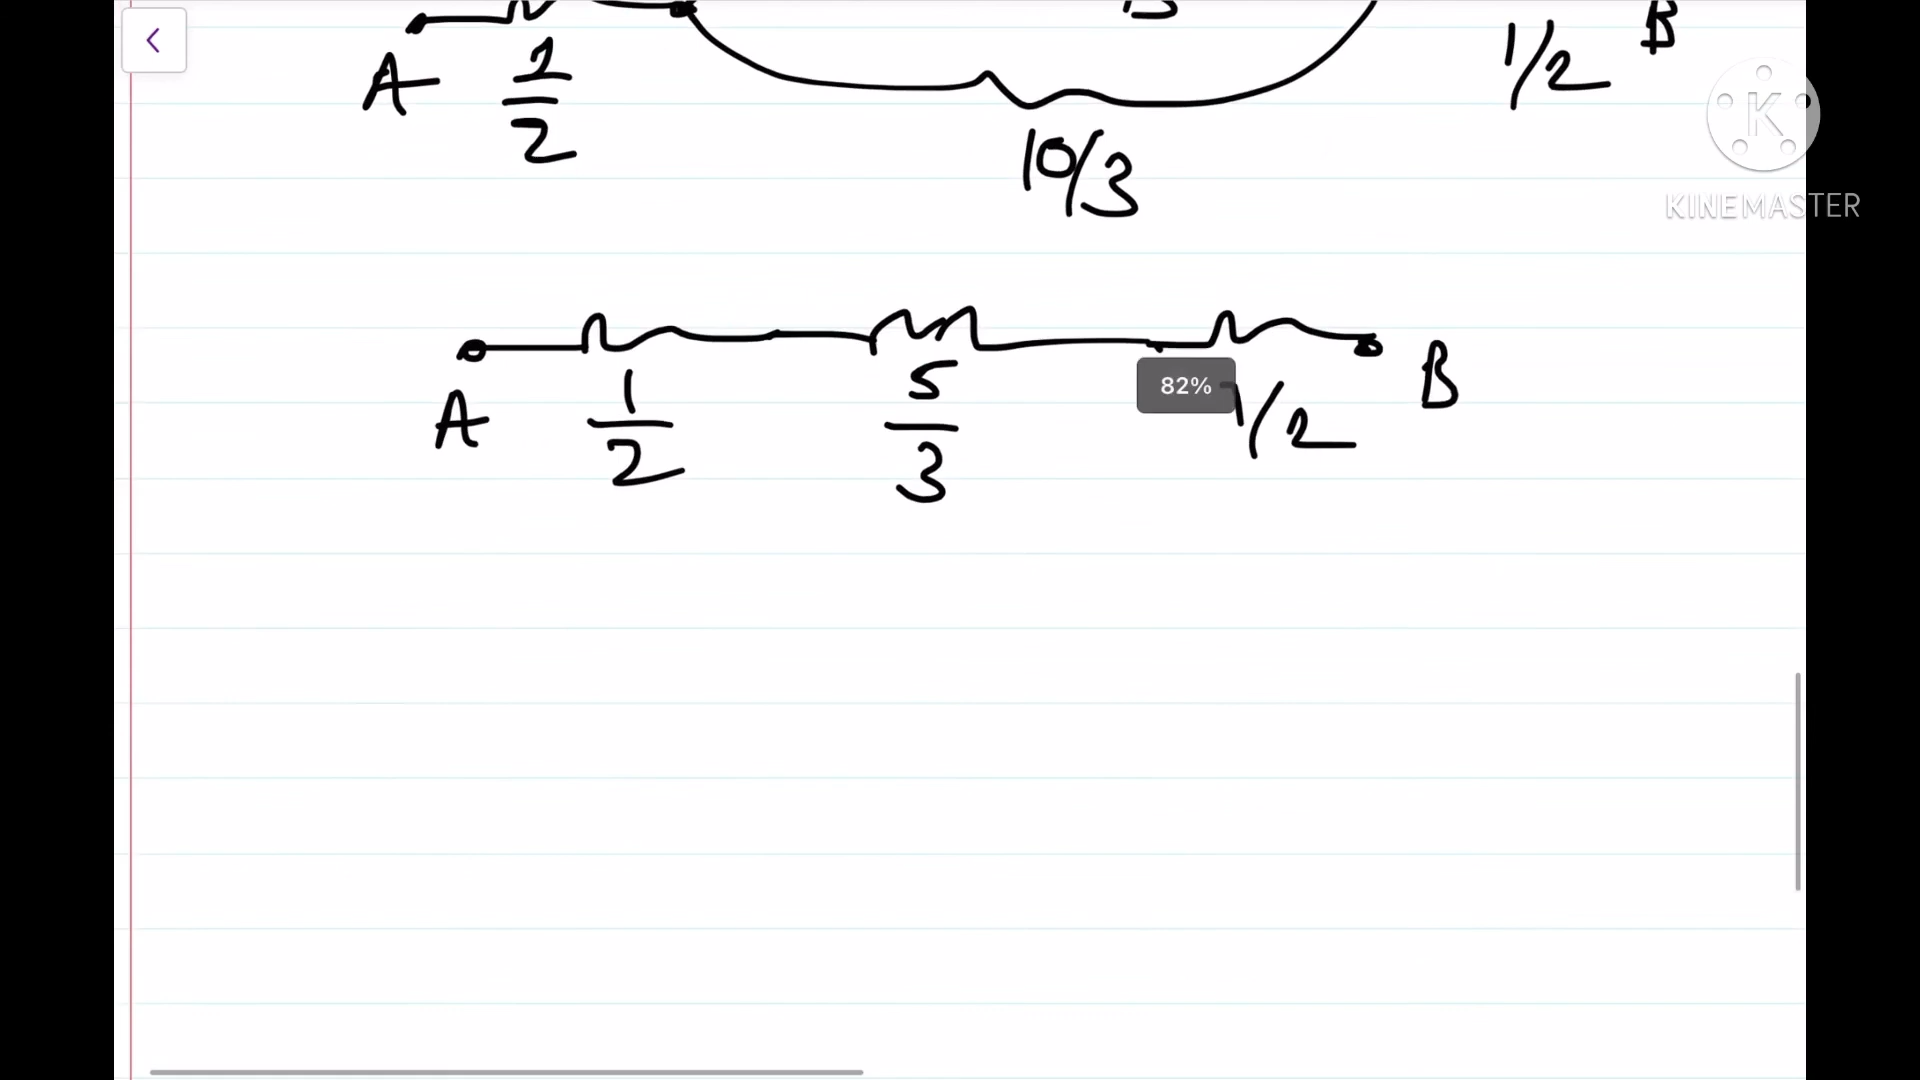 A 1/2 1/2 B
10/3
K
KINEMASTER
A 1/2 5/3 1/2 B
82%